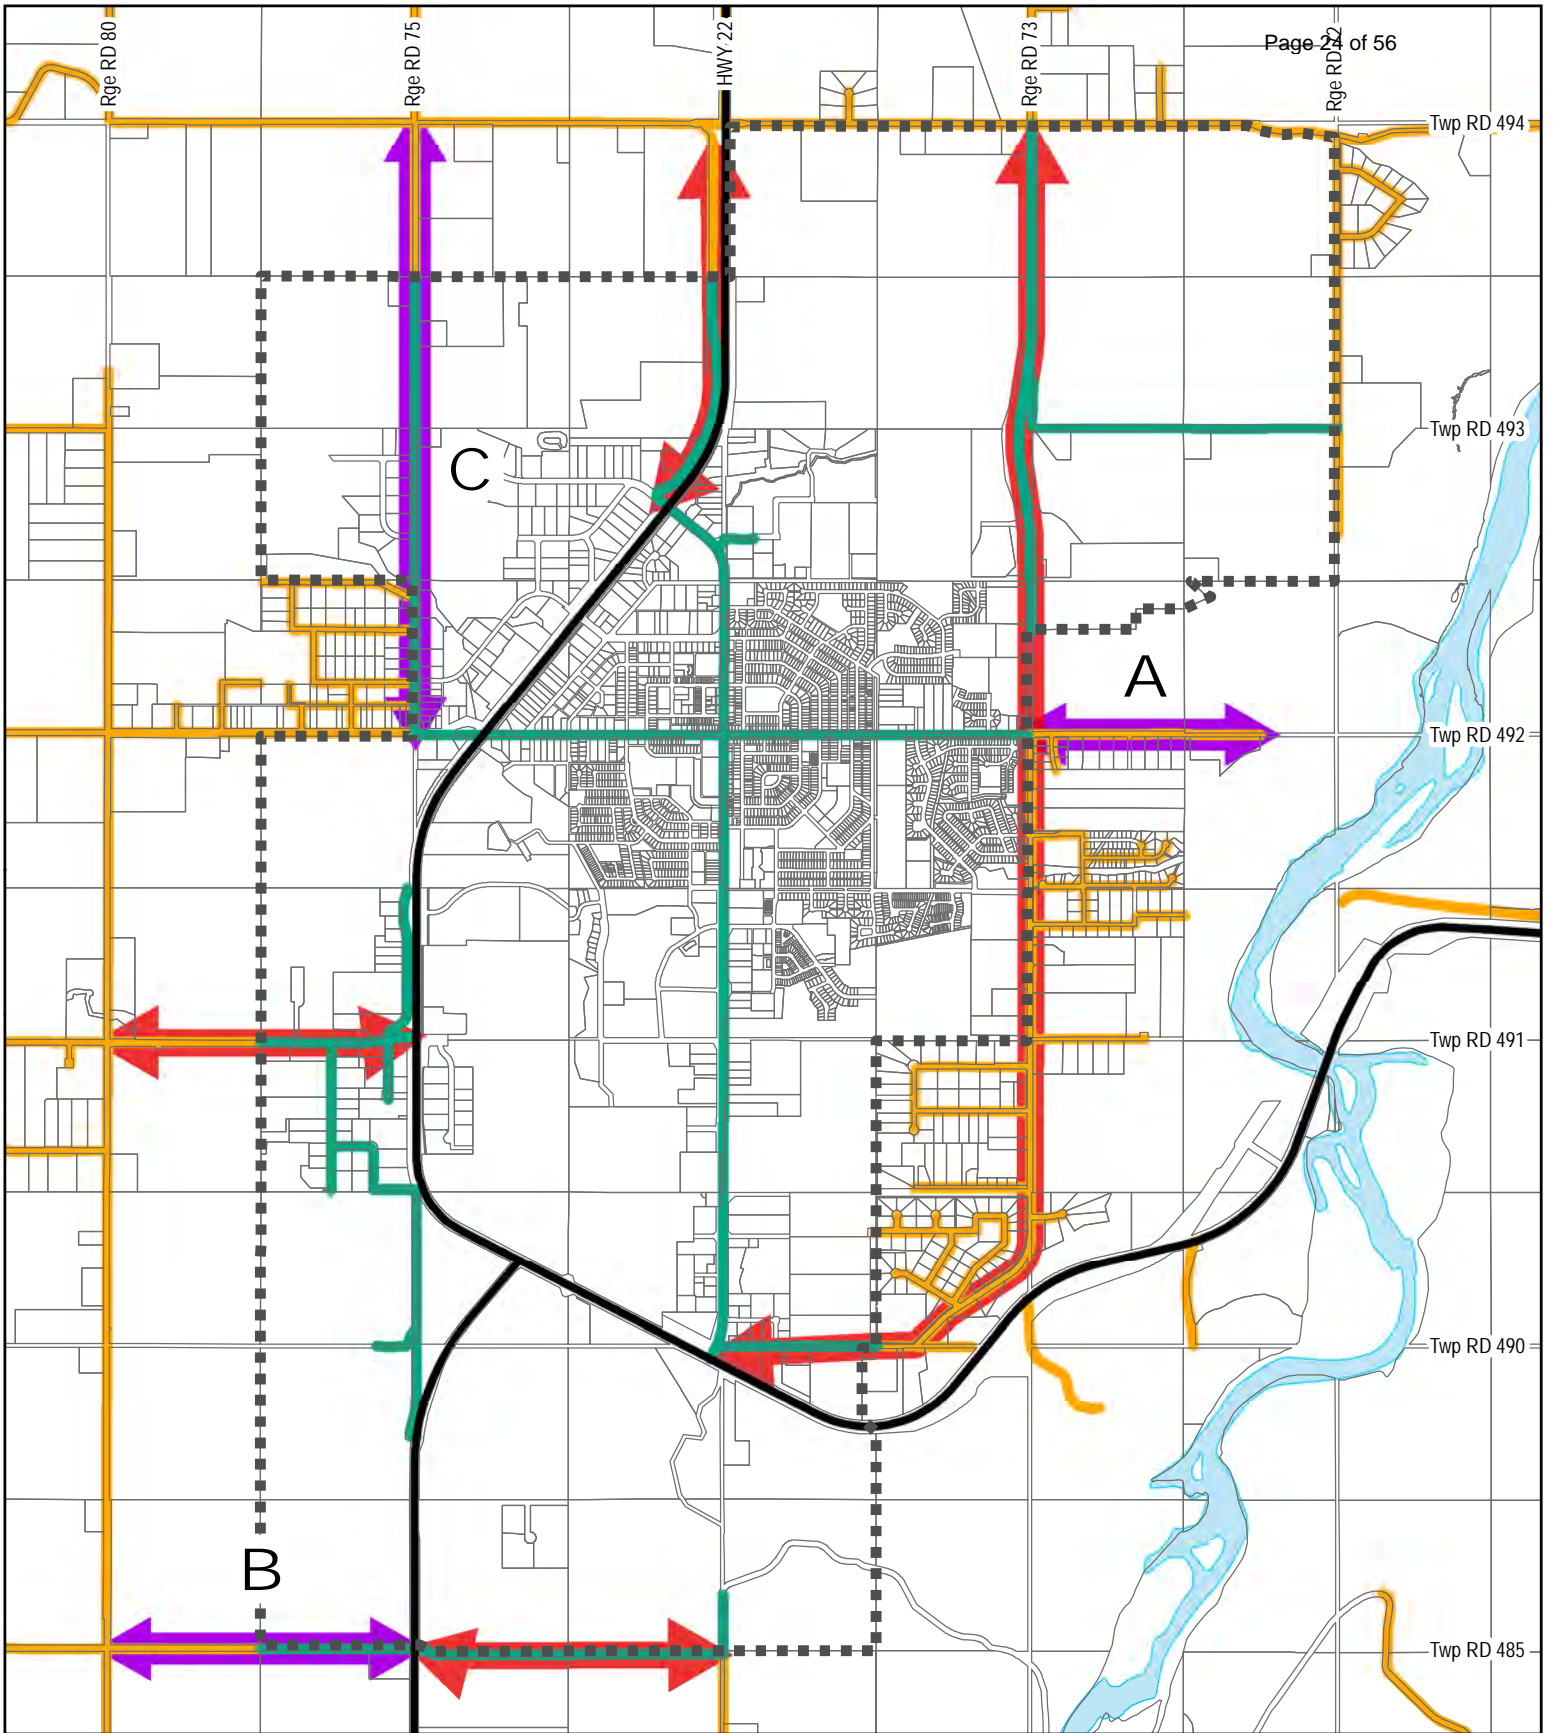 Page 24 of 56
Rge RD 80
Rge RD 75
HWY 22
Rge RD 73
Rge RD 72
Twp RD 494
Twp RD 493
C
A
Twp RD 492
Twp RD 491
Twp RD 490
B
Twp RD 485